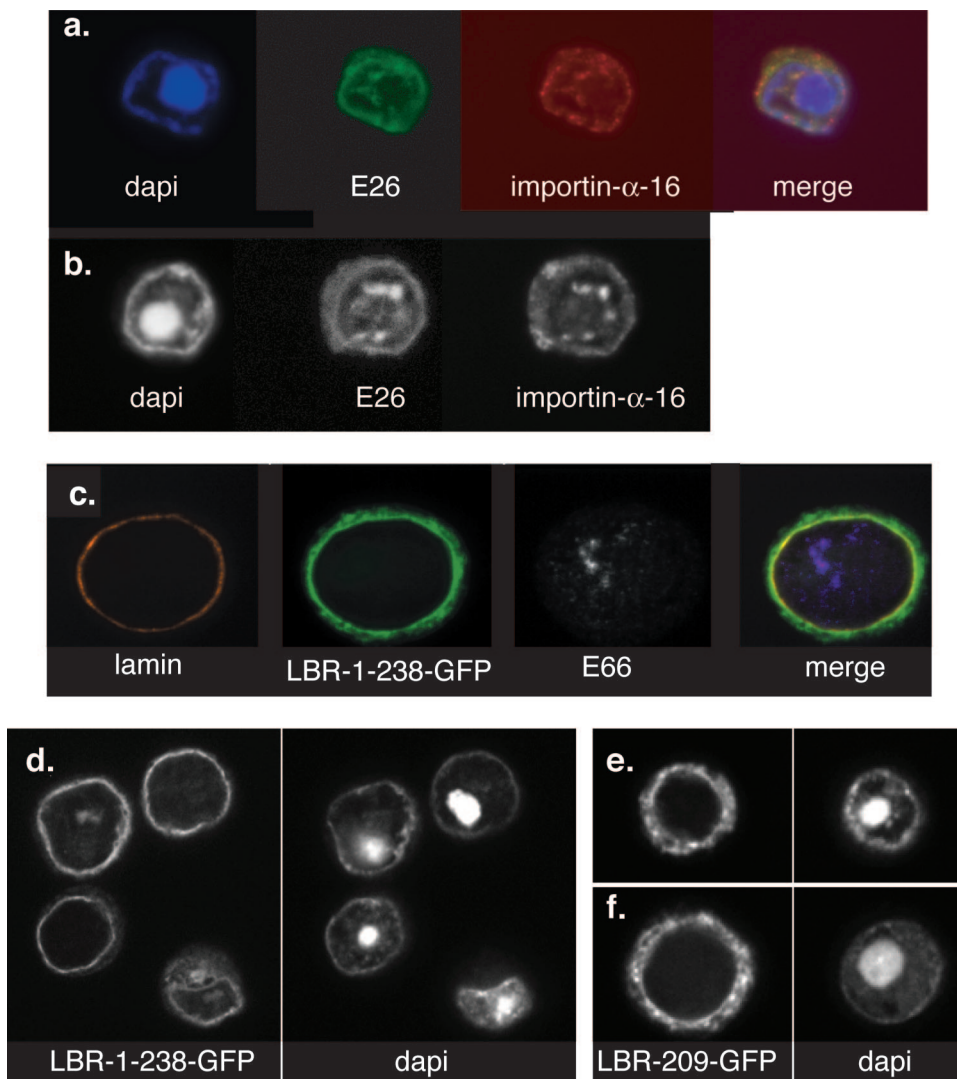 a.
dapi E26 importin-α-16 merge
b.
dapi E26 importin-α-16
c.
lamin LBR-1-238-GFP E66 merge
d.
e.
f.
LBR-1-238-GFP dapi LBR-209-GFP dapi